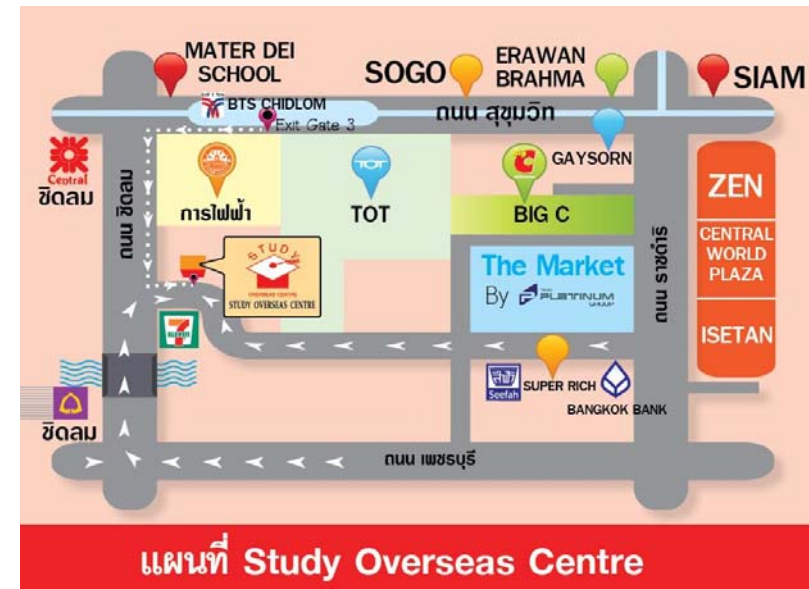 MATER DEI
SCHOOL
SOGO
ERAWAN
BRAHMA
SIAM
BTS CHIDLOM
Exit Gate 3
ถนน สุขุมวิท
Central
ชิดลม
ถนน ชิดลม
การไฟฟ้า
TOT
TOT
BIG C
GAYSORN
ถนน ราชดำริ
ZEN
CENTRAL
WORLD
PLAZA
ISETAN
STUDY
OVERSEAS CENTRE
STUDY OVERSEAS CENTRE
The Market
By PLATINUM
GROUP
7
ELEVEN
Seefah
SUPER RICH
BANGKOK BANK
ชิดลม
ถนน เพชรบุรี
แผนที่ Study Overseas Centre